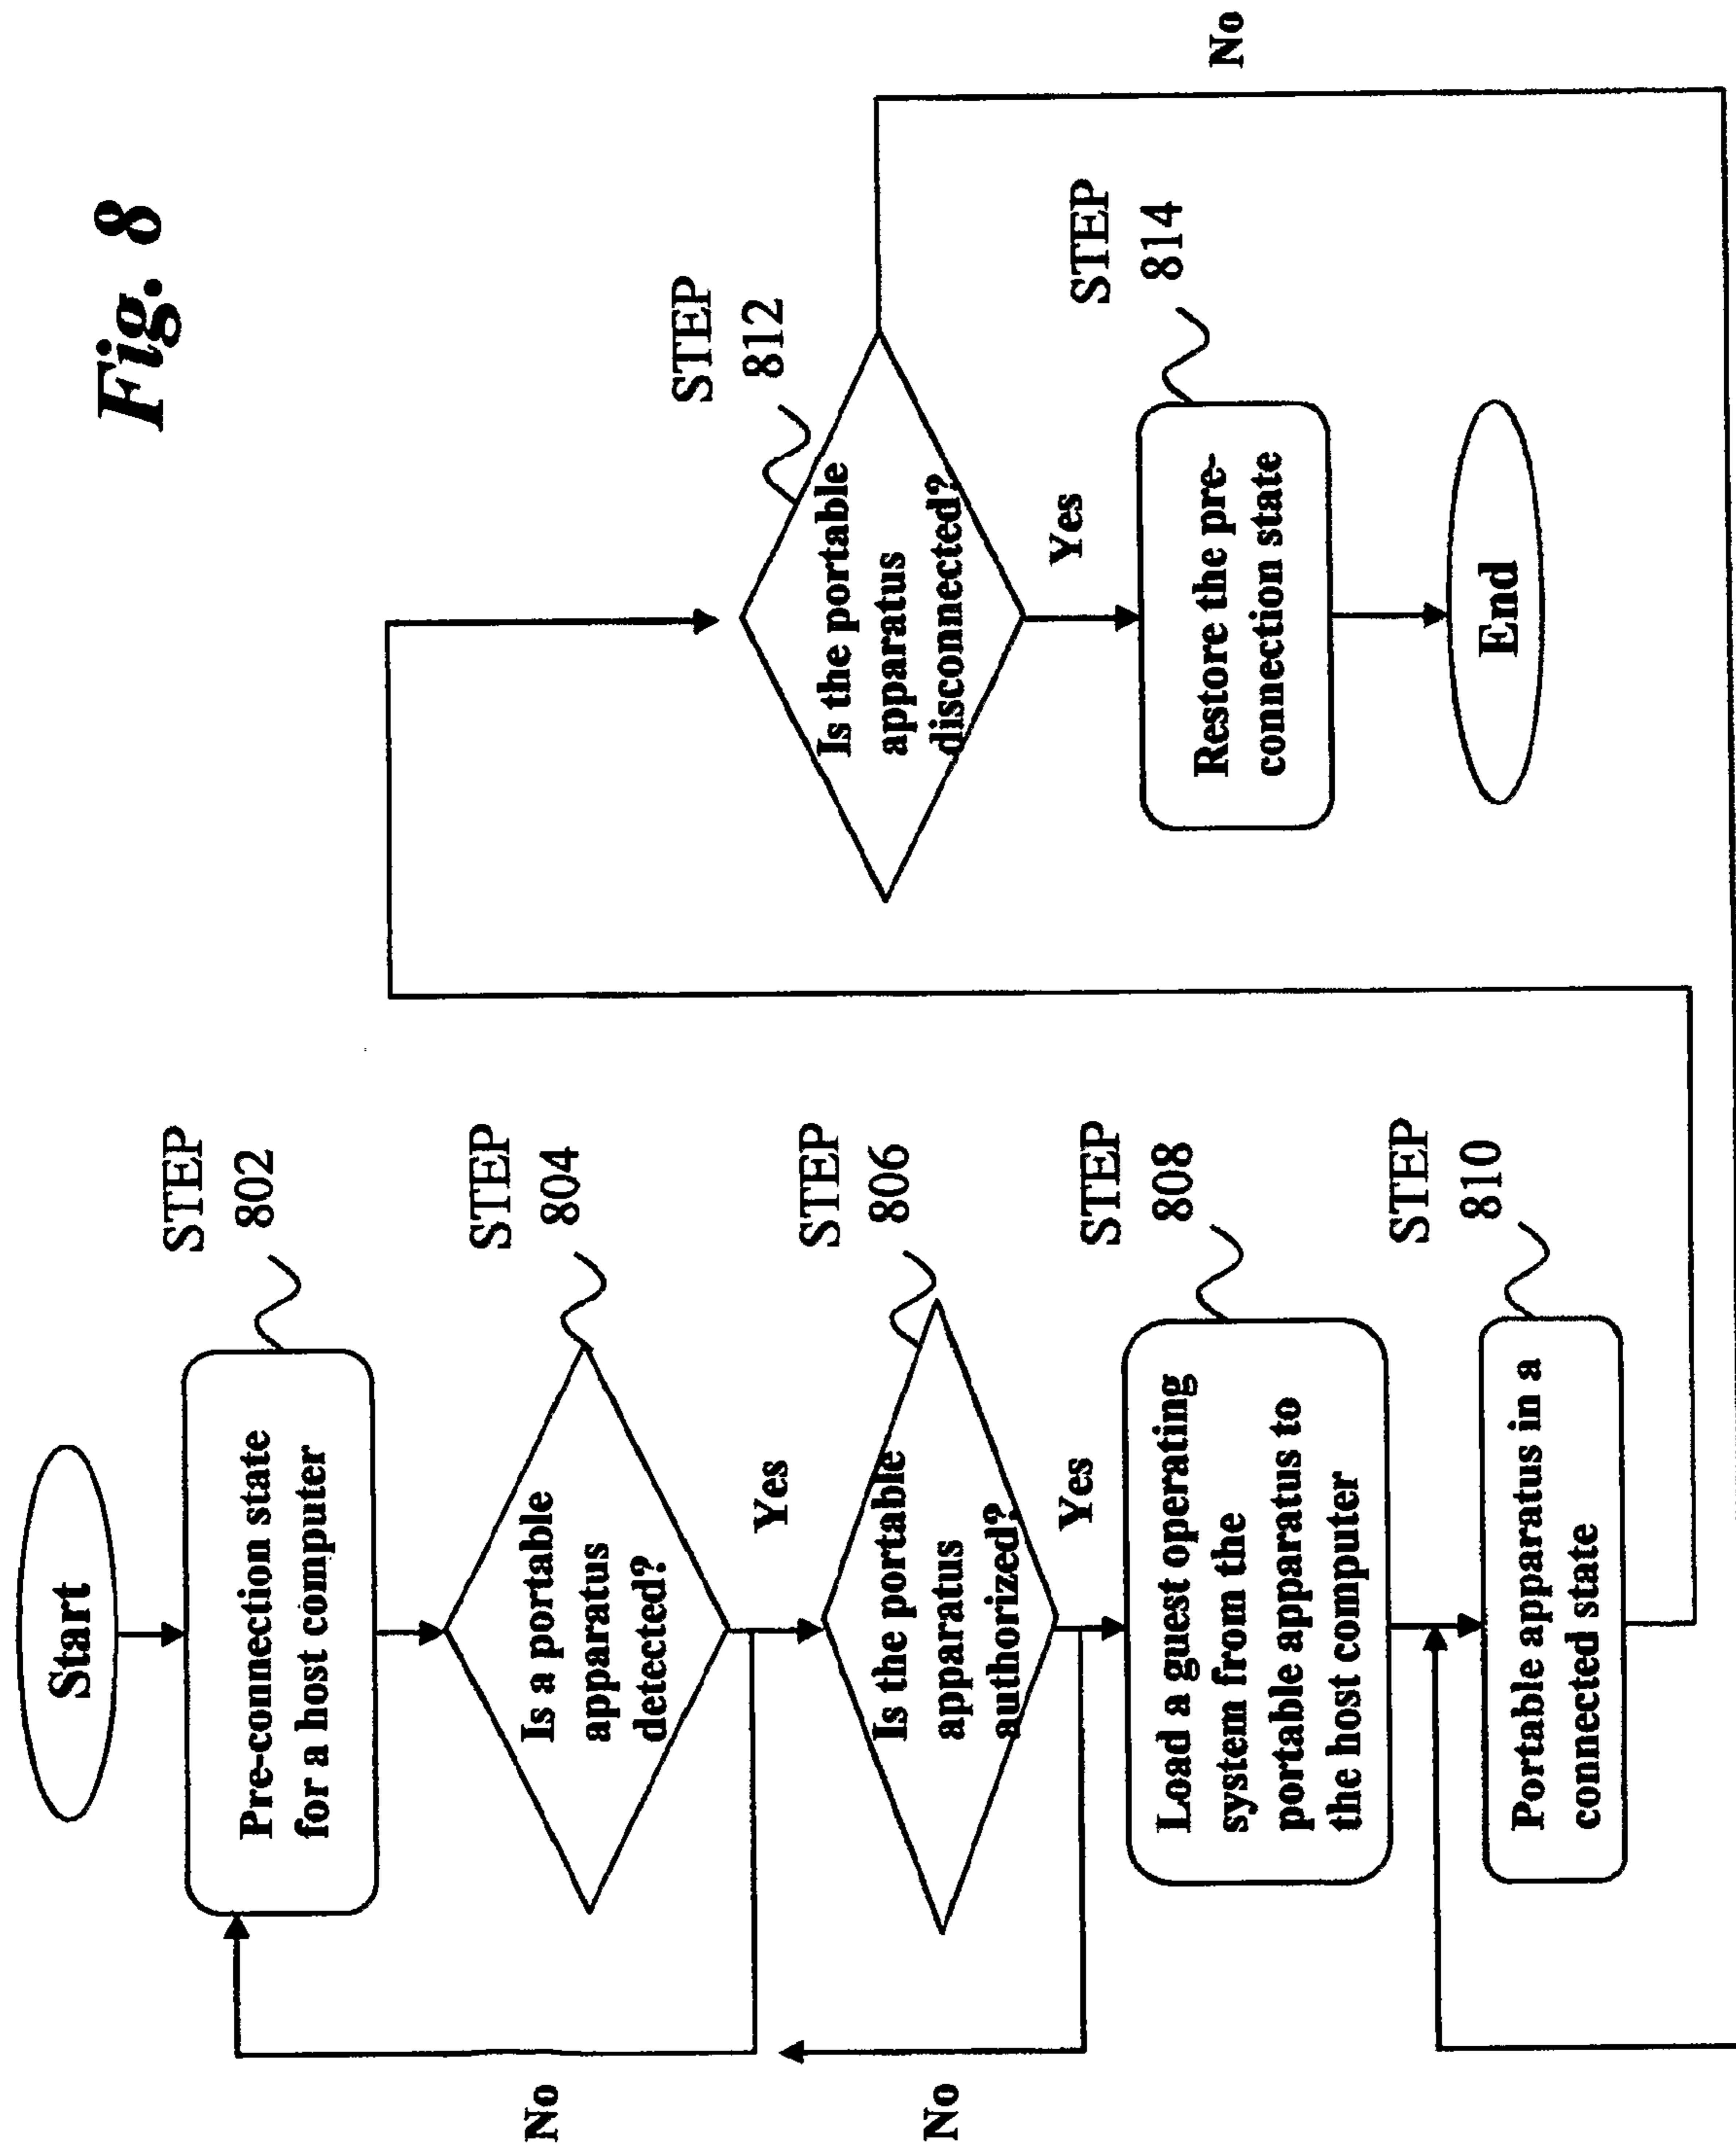 Fig. 8
Start
STEP
802
Pre-connection state
for a host computer
STEP
804
Is a portable
apparatus
detected?
No
Yes
STEP
806
Is the portable
apparatus
authorized?
No
Yes
STEP
808
Load a guest operating
system from the
portable apparatus to
the host computer
STEP
810
Portable apparatus in a
connected state
STEP
812
Is the portable
apparatus
disconnected?
No
Yes
STEP
814
Restore the pre-
connection state
End